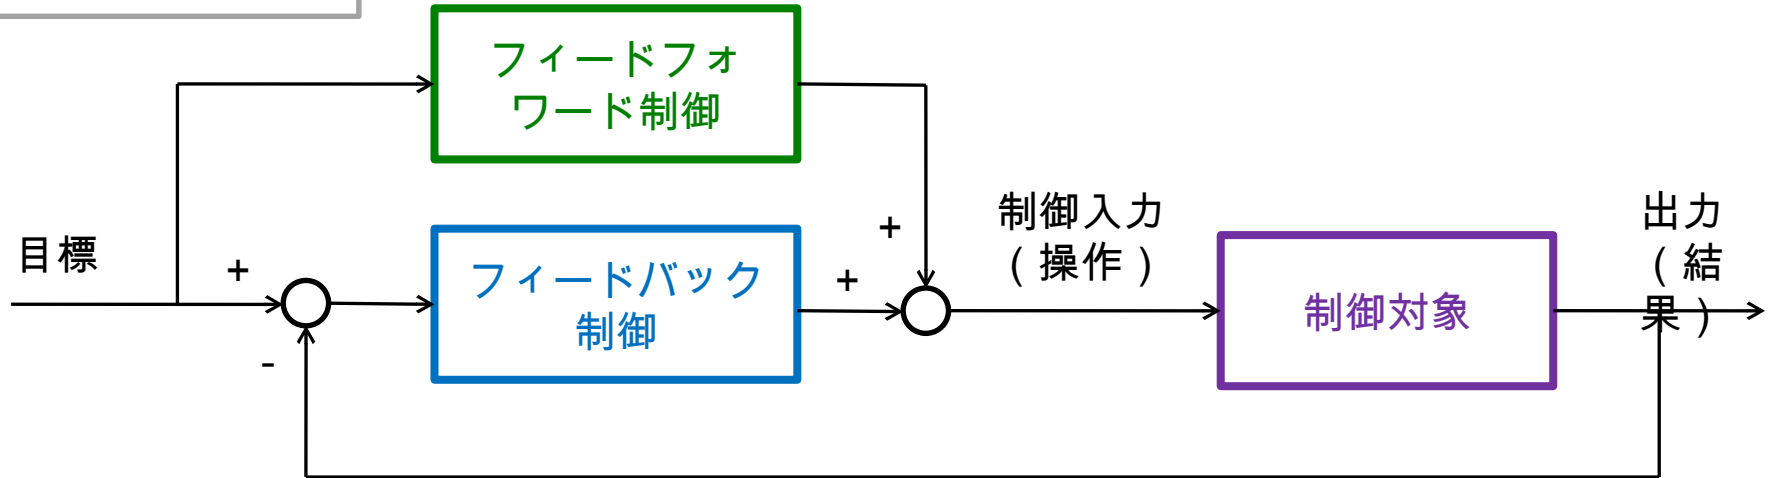 フィードフォ
ワード制御
目標
+
-
フィードバック
制御
+
+
制御入力
(操作)
制御対象
出力
(結
果)